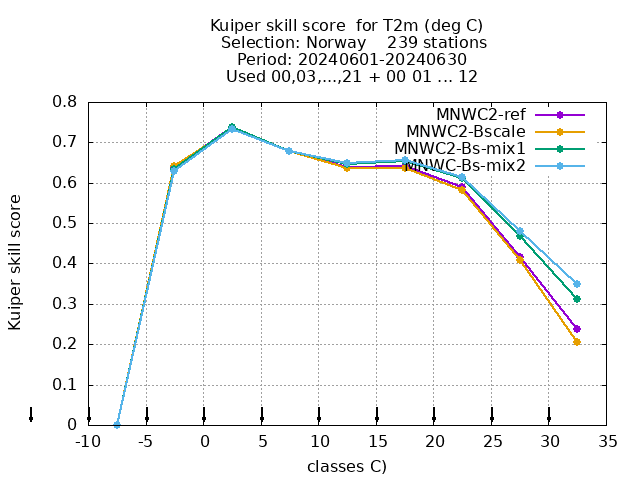 Kuiper skill score  for T2m (deg C)
Selection: Norway    239 stations
Period: 20240601-20240630
Used 00,03,...,21 + 00 01 ... 12
MNWC2-ref
MNWC2-Bscale
MNWC2-Bs-mix1
MNWC-Bs-mix2
Kuiper skill score
0.8
0.7
0.6
0.5
0.4
0.3
0.2
0.1
0
-10 -5 0 5 10 15 20 25 30 35
classes C)